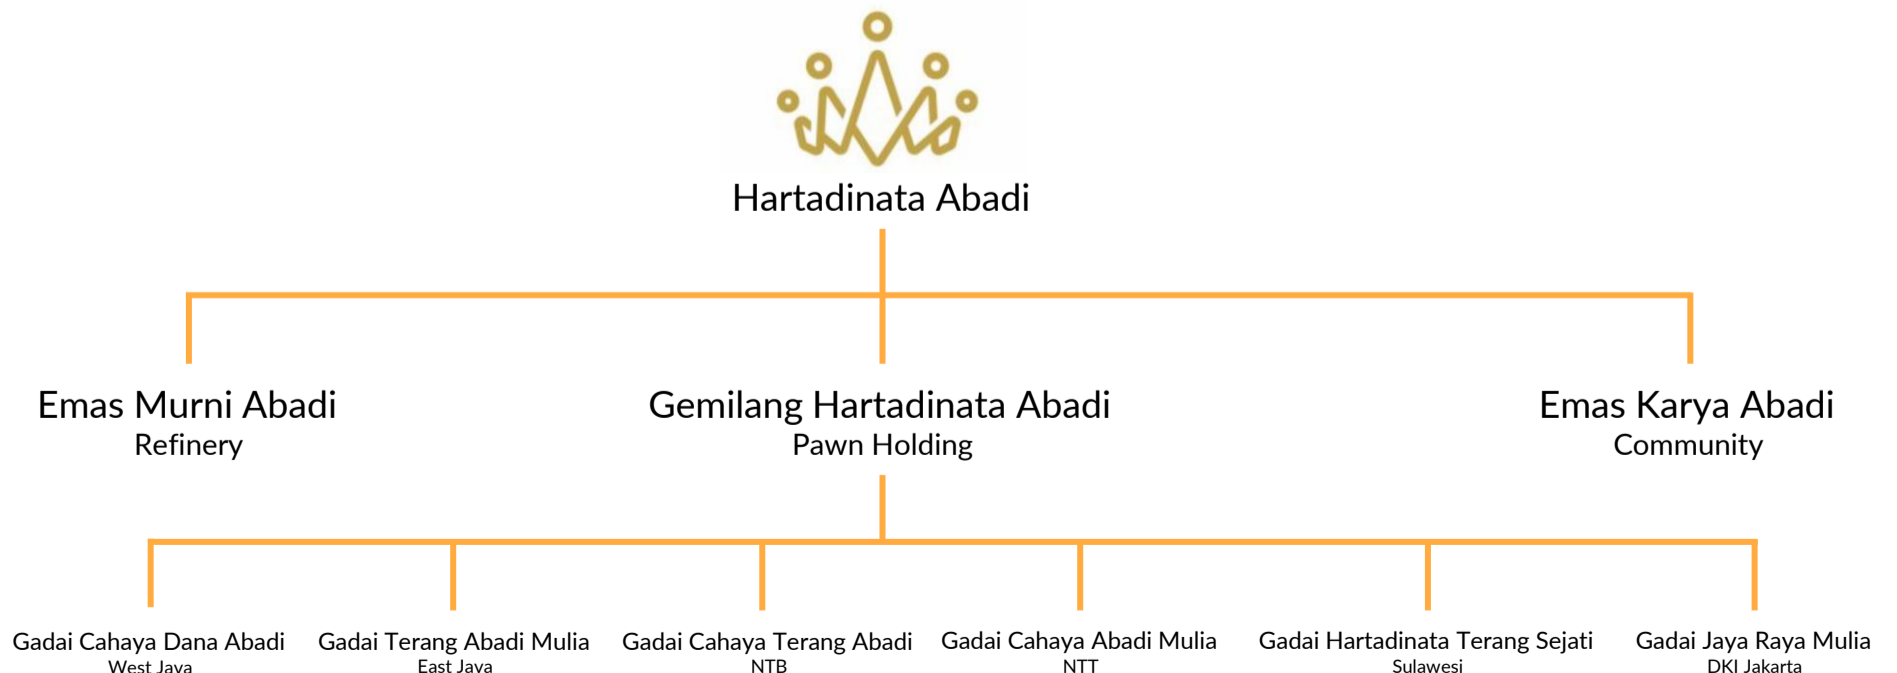 Hartadinata Abadi
Emas Murni Abadi
Refinery
Gemilang Hartadinata Abadi
Pawn Holding
Emas Karya Abadi
Community
Gadai Cahaya Dana Abadi
West Java
Gadai Terang Abadi Mulia
East Java
Gadai Cahaya Terang Abadi
NTB
Gadai Cahaya Abadi Mulia
NTT
Gadai Hartadinata Terang Sejati
Sulawesi
Gadai Jaya Raya Mulia
DKI Jakarta